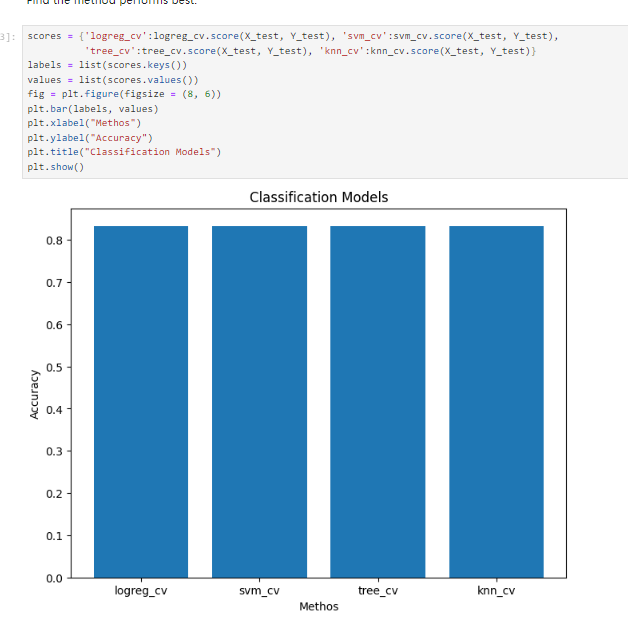 Find the method performs best:
3]:
scores = {'logreg_cv':logreg_cv.score(X_test, Y_test), 'svm_cv':svm_cv.score(X_test, Y_test),
'tree_cv':tree_cv.score(X_test, Y_test), 'knn_cv':knn_cv.score(X_test, Y_test)}
labels = list(scores.keys())
values = list(scores.values())
fig = plt.figure(figsize = (8, 6))
plt.bar(labels, values)
plt.xlabel("Methos")
plt.ylabel("Accuracy")
plt.title("Classification Models")
plt.show()
Classification Models
0.8
0.7
0.6
0.5
0.4
0.3
0.2
0.1
0.0
Accuracy
logreg_cv svm_cv tree_cv knn_cv
Methos